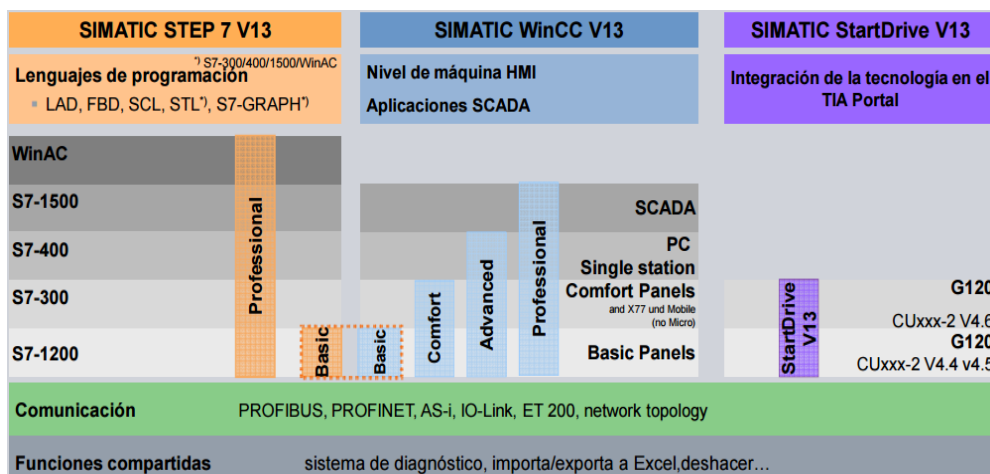 SIMATIC STEP 7 V13
*) S7-300/400/1500/WinAC
Lenguajes de programación
LAD, FBD, SCL, STL*), S7-GRAPH*)
WinAC
S7-1500
S7-400
S7-300
S7-1200
Professional
Basic
SIMATIC WinCC V13
Nivel de máquina HMI
Aplicaciones SCADA
Basic
Comfort
Advanced
Professional
SCADA
PC
Single station
Comfort Panels
and X77 und Mobile
(no Micro)
Basic Panels
SIMATIC StartDrive V13
Integración de la tecnología en el
TIA Portal
StartDrive
V13
G120
CUxxx-2 V4.6
G120
CUxxx-2 V4.4 v4.5
Comunicación PROFIBUS, PROFINET, AS-i, IO-Link, ET 200, network topology
Funciones compartidas sistema de diagnóstico, importa/exporta a Excel,deshacer…